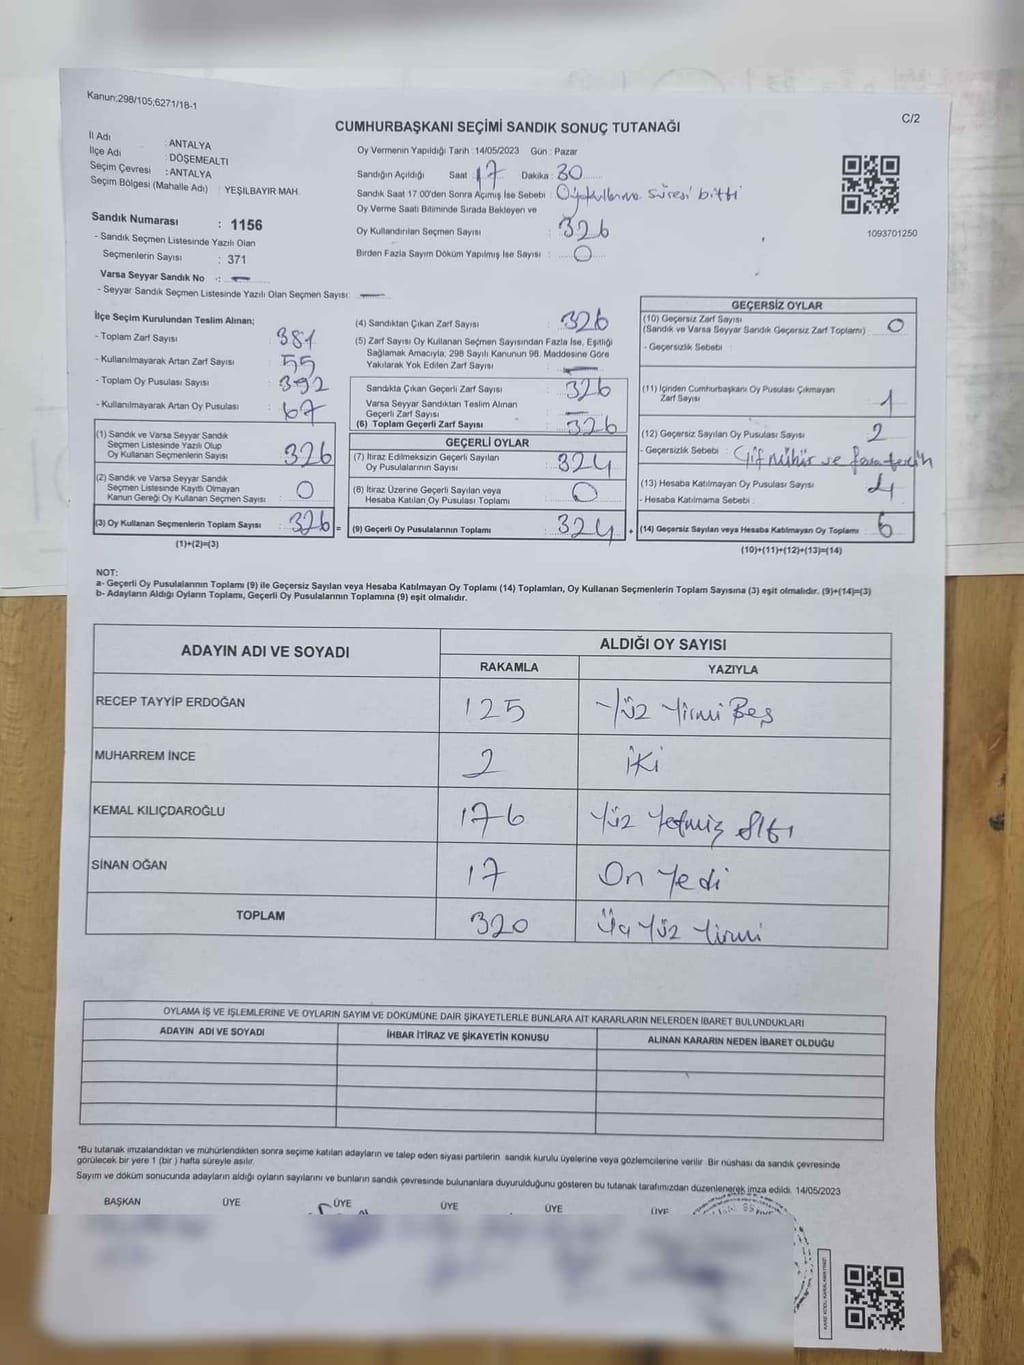 Kanun;298/105;6271/18-1
C/2
CUMHURBAŞKANI SEÇİMİ SANDIK SONUÇ TUTANAĞI
İl Adı : ANTALYA
İlçe Adı : DÖŞEMEALTI
Seçim Çevresi : ANTALYA
Seçim Bölgesi (Mahalle Adı) : YEŞİLBAYIR MAH.
Sandık Numarası : 1156
- Sandık Seçmen Listesinde Yazılı Olan
Seçmenlerin Sayısı : 371
Varsa Seyyar Sandık No : —
- Seyyar Sandık Seçmen Listesinde Yazılı Olan Seçmen Sayısı: —
Oy Vermenin Yapıldığı Tarih : 14/05/2023 Gün : Pazar
Sandığın Açıldığı Saat : 17 Dakika : 30
Sandık Saat 17.00'den Sonra Açımış İse Sebebi : Oy kullanma süresi bitti
Oy Verme Saati Bitiminde Sırada Bekleyen ve
Oy Kullandırılan Seçmen Sayısı : 326
Birden Fazla Sayım Döküm Yapılmış İse Sayısı : 0
1093701250
İlçe Seçim Kurulundan Teslim Alınan;
- Toplam Zarf Sayısı : 381
- Kullanılmayarak Artan Zarf Sayısı : 55
- Toplam Oy Pusulası Sayısı : 392
- Kullanılmayarak Artan Oy Pusulası : 67
(1) Sandık ve Varsa Seyyar Sandık
Seçmen Listesinde Yazılı Olup
Oy Kullanan Seçmenlerin Sayısı : 326
(2) Sandık ve Varsa Seyyar Sandık
Seçmen Listesinde Kayıtlı Olmayan
Kanun Gereği Oy Kullanan Seçmen Sayısı : 0
(3) Oy Kullanan Seçmenlerin Toplam Sayısı : 326 =
(1)+(2)=(3)
(4) Sandıktan Çıkan Zarf Sayısı : 326
(5) Zarf Sayısı Oy Kullanan Seçmen Sayısından Fazla İse, Eşitliği
Sağlamak Amacıyla; 298 Sayılı Kanunun 98. Maddesine Göre
Yakılarak Yok Edilen Zarf Sayısı : —
Sandıkta Çıkan Geçerli Zarf Sayısı : 326
Varsa Seyyar Sandıktan Teslim Alınan
Geçerli Zarf Sayısı : —
(6) Toplam Geçerli Zarf Sayısı : 326
GEÇERLİ OYLAR
(7) İtiraz Edilmeksizin Geçerli Sayılan
Oy Pusulalarının Sayısı : 324
(8) İtiraz Üzerine Geçerli Sayılan veya
Hesaba Katılan Oy Pusulası Toplamı : 0
(9) Geçerli Oy Pusulalarının Toplamı : 324 +
GEÇERSİZ OYLAR
(10) Geçersiz Zarf Sayısı
(Sandık ve Varsa Seyyar Sandık Geçersiz Zarf Toplamı) : 0
- Geçersizlik Sebebi :
(11) İçinden Cumhurbaşkanı Oy Pusulası Çıkmayan
Zarf Sayısı : 1
(12) Geçersiz Sayılan Oy Pusulası Sayısı : 2
- Geçersizlik Sebebi : Çift mühür ve fazla tercih
(13) Hesaba Katılmayan Oy Pusulası Sayısı : 4
- Hesaba Katılmama Sebebi :
(14) Geçersiz Sayılan veya Hesaba Katılmayan Oy Toplamı : 6
(10)+(11)+(12)+(13)=(14)
NOT:
a- Geçerli Oy Pusulalarının Toplamı (9) ile Geçersiz Sayılan veya Hesaba Katılmayan Oy Toplamı (14) Toplamları, Oy Kullanan Seçmenlerin Toplam Sayısına (3) eşit olmalıdır. (9)+(14)=(3)
b- Adayların Aldığı Oyların Toplamı, Geçerli Oy Pusulalarının Toplamına (9) eşit olmalıdır.
ADAYIN ADI VE SOYADI
ALDIĞI OY SAYISI
RAKAMLA YAZIYLA
RECEP TAYYİP ERDOĞAN 125 Yüz Yirmi Beş
MUHARREM İNCE 2 İki
KEMAL KILIÇDAROĞLU 176 Yüz Yetmiş Altı
SİNAN OĞAN 17 On Yedi
TOPLAM 320 Üç Yüz Yirmi
OYLAMA İŞ VE İŞLEMLERİNE VE OYLARIN SAYIM VE DÖKÜMÜNE DAİR ŞİKAYETLERLE BUNLARA AİT KARARLARIN NELERDEN İBARET BULUNDUKLARI
ADAYIN ADI VE SOYADI İHBAR İTİRAZ VE ŞİKAYETİN KONUSU ALINAN KARARIN NEDEN İBARET OLDUĞU
*Bu tutanak imzalandıktan ve mühürlendikten sonra seçime katılan adayların ve talep eden siyasi partilerin sandık kurulu üyelerine veya gözlemcilerine verilir. Bir nüshası da sandık çevresinde
görülecek bir yere 1 (bir ) hafta süreyle asılır.
Sayım ve döküm sonucunda adayların aldığı oyların sayılarını ve bunların sandık çevresinde bulunanlara duyurulduğunu gösteren bu tutanak tarafımızdan düzenlenerek imza edildi. 14/05/2023
BAŞKAN ÜYE ÜYE ÜYE ÜYE ÜYE